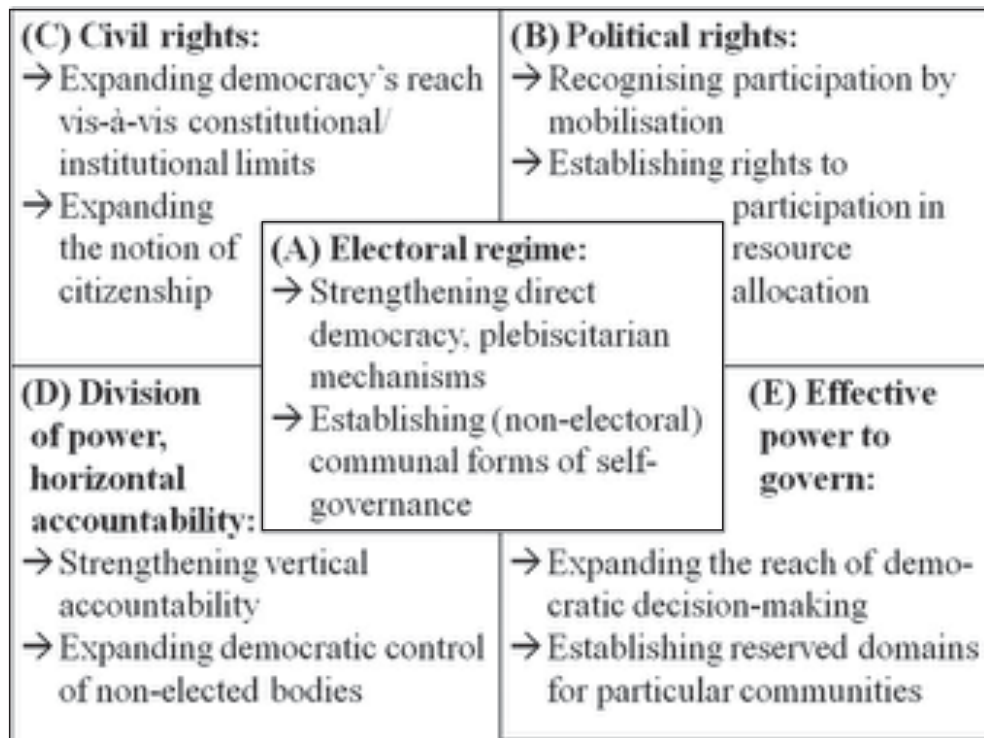 (C) Civil rights:
→ Expanding democracy`s reach
vis-à-vis constitutional/
institutional limits
→ Expanding
the notion of
citizenship
(B) Political rights:
→ Recognising participation by
mobilisation
→ Establishing rights to
participation in
resource
allocation
(A) Electoral regime:
→ Strengthening direct
democracy, plebiscitarian
mechanisms
→ Establishing (non-electoral)
communal forms of self-
governance
(D) Division
of power,
horizontal
accountability:
→ Strengthening vertical
accountability
→ Expanding democratic control
of non-elected bodies
(E) Effective
power to
govern:
→ Expanding the reach of demo-
cratic decision-making
→ Establishing reserved domains
for particular communities